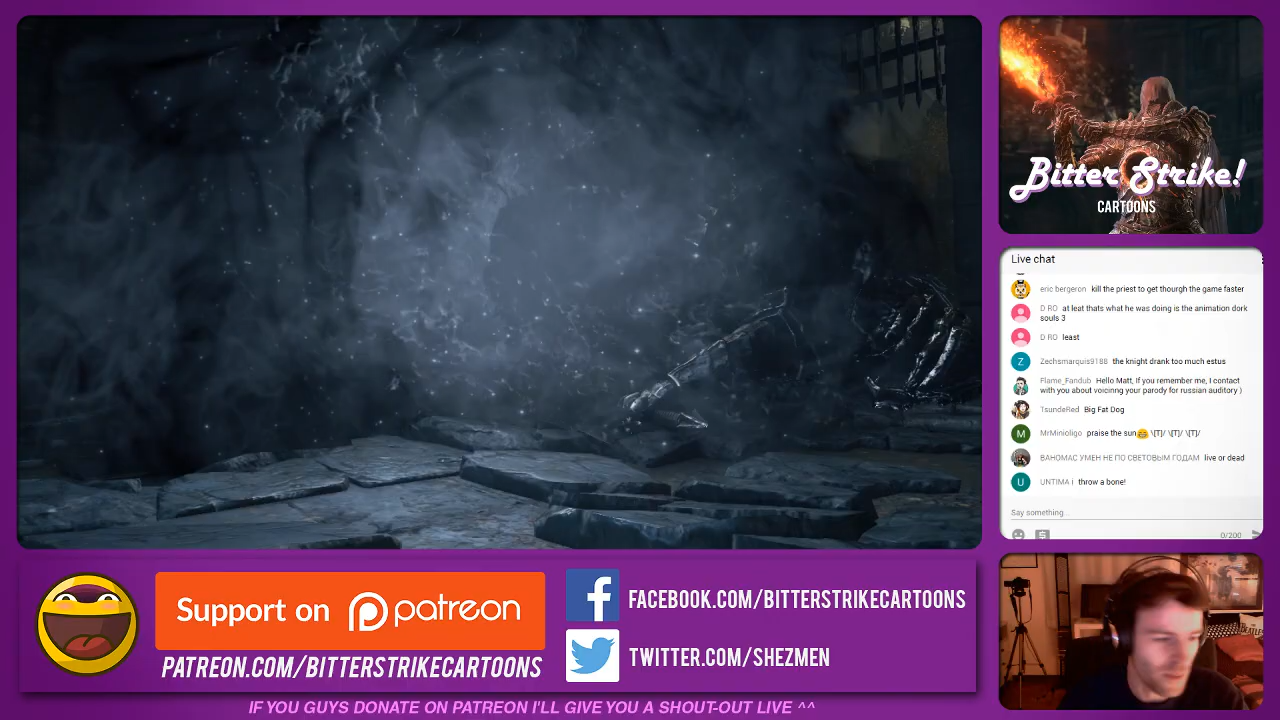 Bitter Strike!
CARTOONS
Live chat
eric bergeron kill the priest to get thourgh the game faster
D RO at leat thats what he was doing is the animation dork
souls 3
D RO least
Z
Zechsmarquis9188 the knight drank too much estus
Flame_Fandub Hello Matt, If you remember me, I contact
with you about voicinng your parody for russian auditory )
TsundeRed Big Fat Dog
M
MrMinioligo praise the sun \[T]/ \[T]/ \[T]/
ВАНОМАС УМЕН НЕ ПО СВЕТОВЫМ ГОДАМ live or dead
U
UNTIMA i throw a bone!
Say something...
0/200
Support on patreon
PATREON.COM/BITTERSTRIKECARTOONS
FACEBOOK.COM/BITTERSTRIKECARTOONS
TWITTER.COM/SHEZMEN
IF YOU GUYS DONATE ON PATREON I'LL GIVE YOU A SHOUT-OUT LIVE ^^